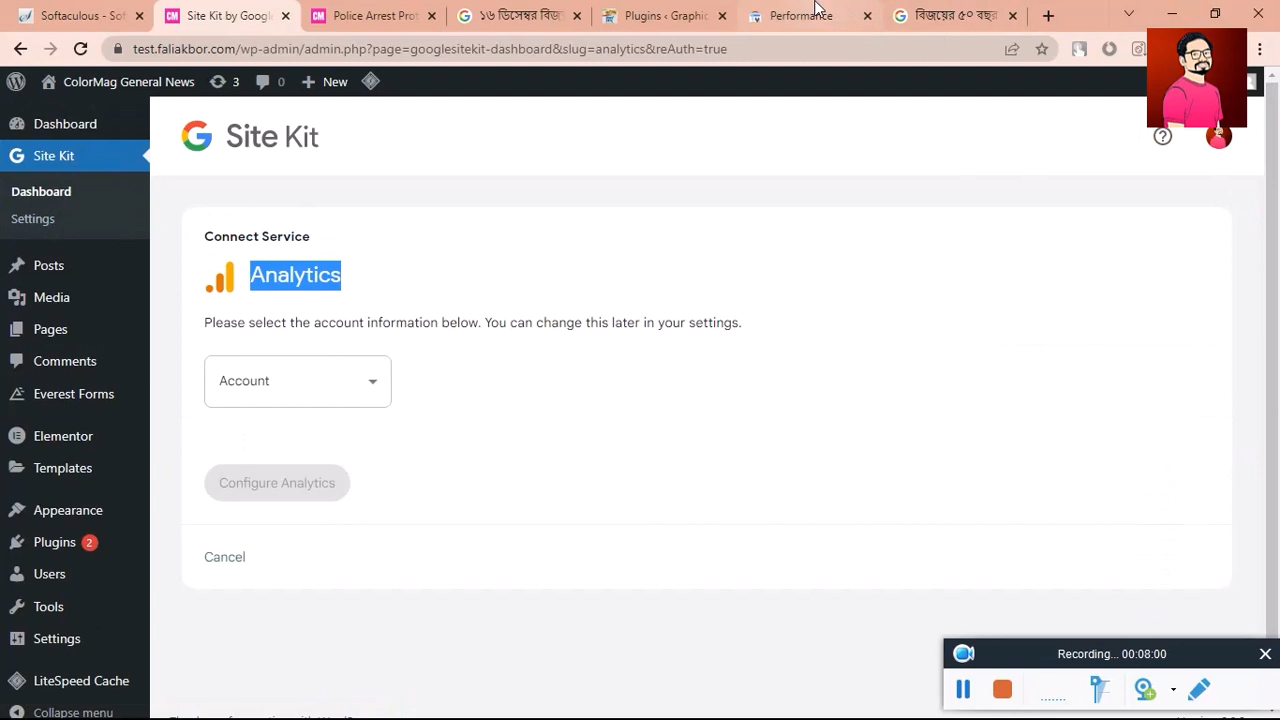 Softaculous - Soft
Site Kit by Google
Police Arrest Prot
১৬ ডিসেম্বর বিজ
Plugins ‹ Graphic
Performance
বিজয়ের ৫০ বছর
test.faliakbor.com/wp-admin/admin.php?page=googlesitekit-dashboard&slug=analytics&reAuth=true
ColorMag General News
3
0
New
Dashboard
Site Kit
Dashboard
Settings
Posts
Media
Pages
Comments
Everest Forms
Elementor
Templates
Appearance
Plugins 2
Users
Tools
Settings
LiteSpeed Cache
Collapse menu
Site Kit
Connect Service
Analytics
Please select the account information below. You can change this later in your settings.
Account
Configure Analytics
Cancel
Recording... 00:08:00